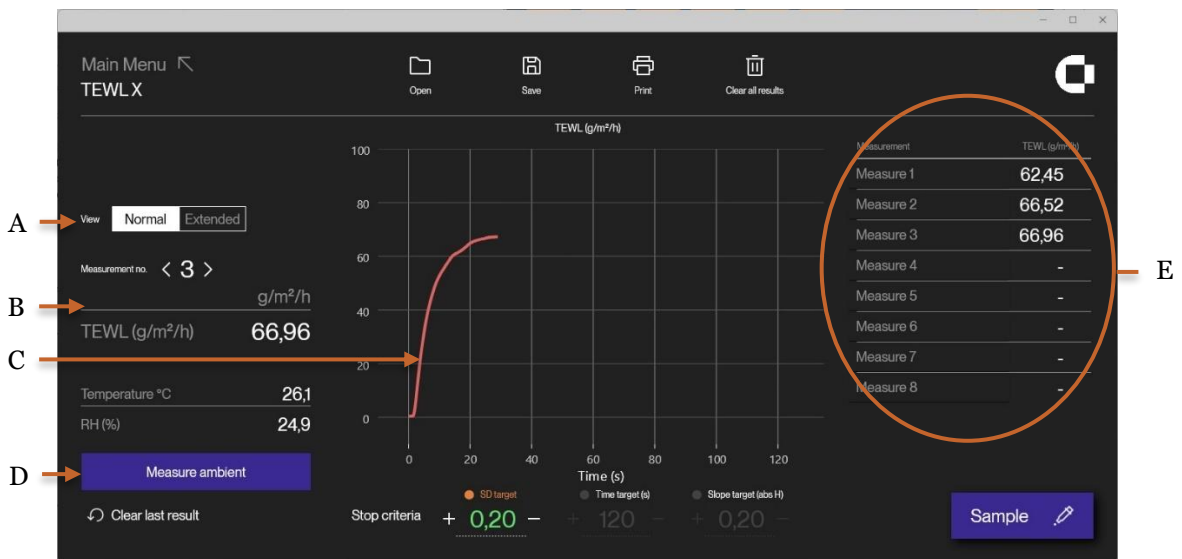 Main Menu
TEWL X
Open
Save
Print
Clear all results
TEWL (g/m²/h)
100
80
60
40
20
0
0 20 40 60 80 100 120
Time (s)
A
View Normal Extended
Measurement no. < 3 >
B
g/m²/h
TEWL (g/m²/h) 66,96
C
Temperature °C 26,1
RH (%) 24,9
D
Measure ambient
Clear last result
Stop criteria
SD target
+ 0,20 -
Time target (s)
+ 120 -
Slope target (abs H)
+ 0,20 -
Measurement TEWL (g/m²/h)
Measure 1 62,45
Measure 2 66,52
Measure 3 66,96
Measure 4 -
Measure 5 -
Measure 6 -
Measure 7 -
Measure 8 -
E
Sample